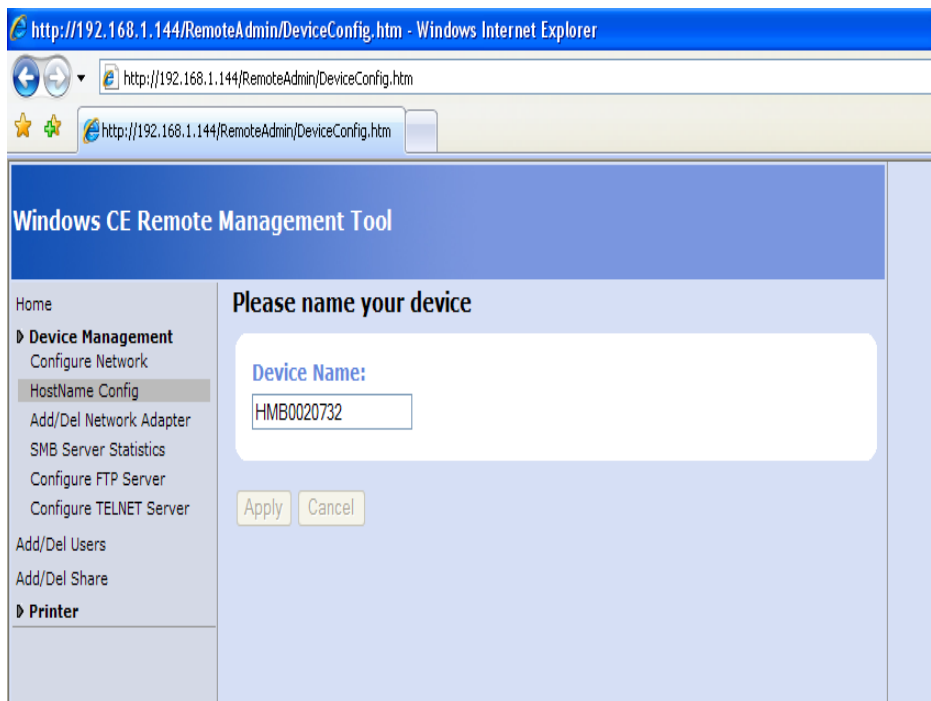 http://192.168.1.144/RemoteAdmin/DeviceConfig.htm - Windows Internet Explorer
http://192.168.1.144/RemoteAdmin/DeviceConfig.htm
http://192.168.1.144/RemoteAdmin/DeviceConfig.htm
Windows CE Remote Management Tool
Home
Device Management
Configure Network
HostName Config
Add/Del Network Adapter
SMB Server Statistics
Configure FTP Server
Configure TELNET Server
Add/Del Users
Add/Del Share
Printer
Please name your device
Device Name:
HMB0020732
Apply Cancel